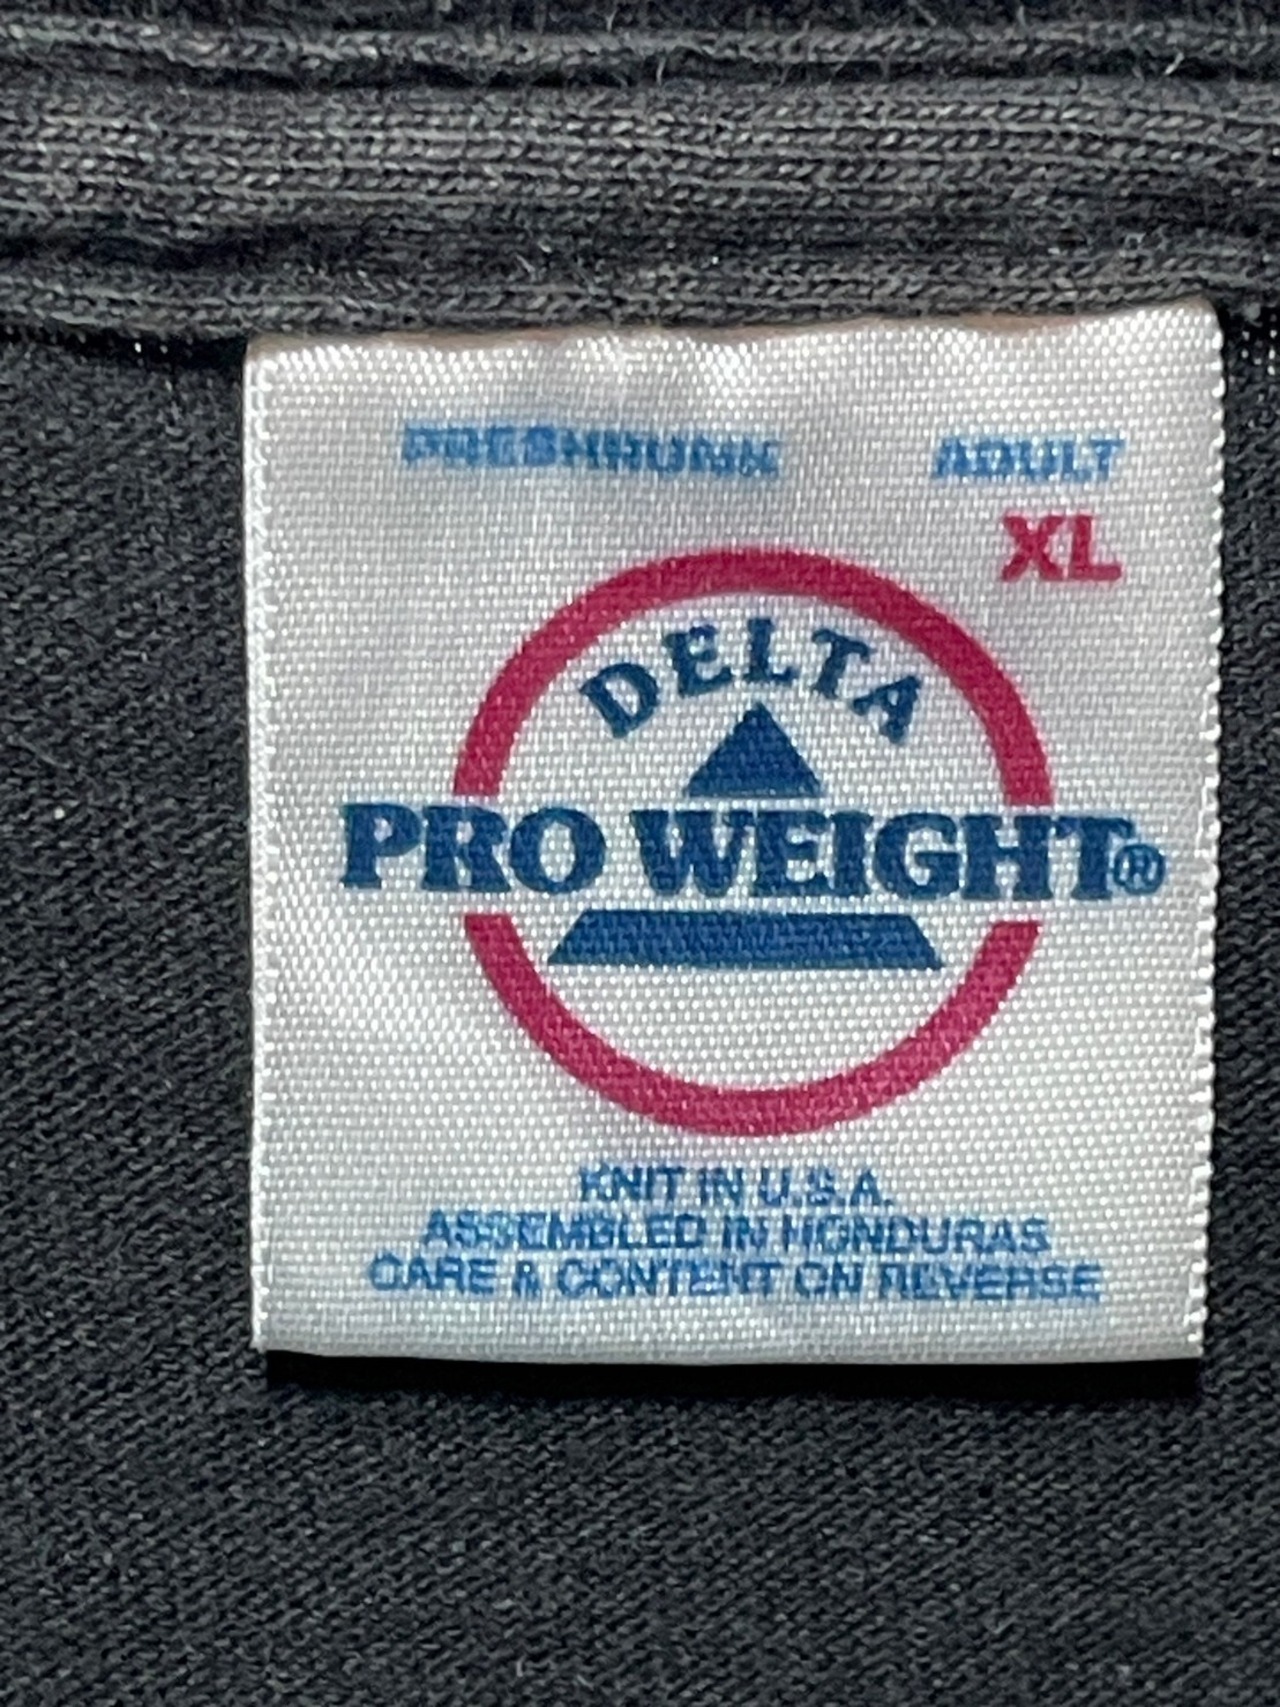 PRESHRUNK ADULT
XL
DELTA
PRO WEIGHT®
KNIT IN U.S.A.
ASSEMBLED IN HONDURAS
CARE & CONTENT ON REVERSE